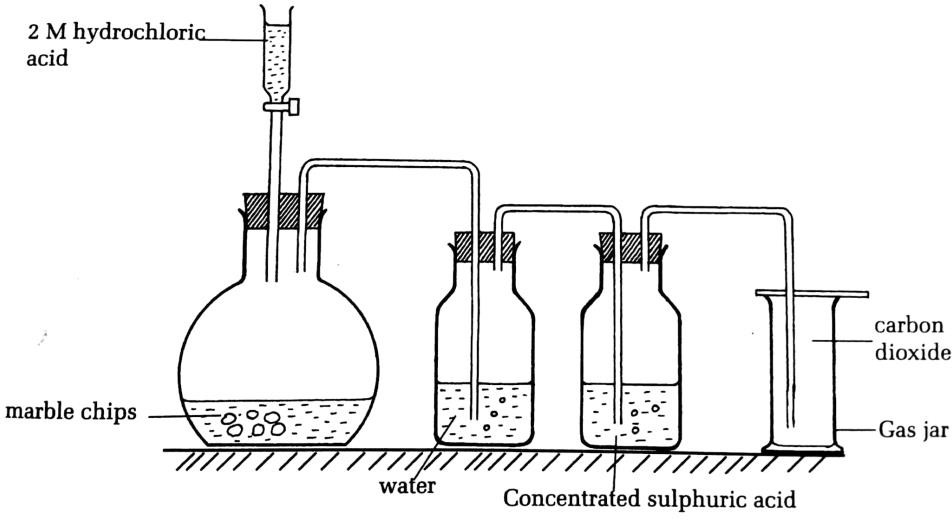 2 M hydrochloric
acid
marble chips
water
Concentrated sulphuric acid
carbon
dioxide
Gas jar